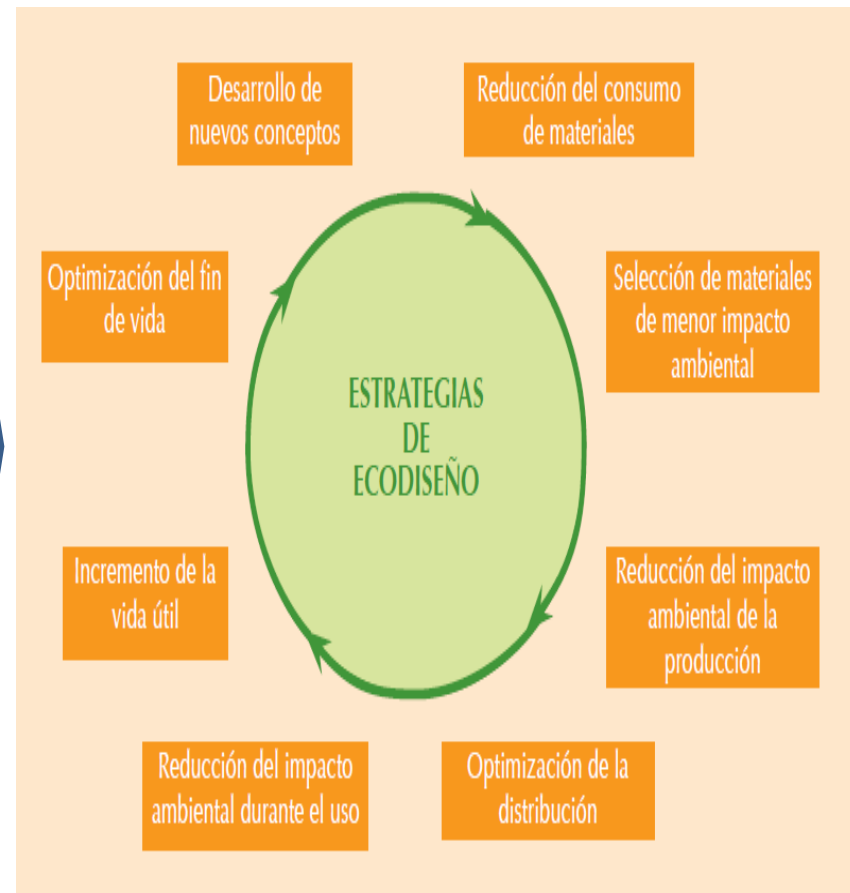 Desarrollo de
nuevos conceptos
Reducción del consumo
de materiales
Optimización del fin
de vida
Selección de materiales
de menor impacto
ambiental
ESTRATEGIAS
DE
ECODISEÑO
Incremento de la
vida útil
Reducción del impacto
ambiental de la
producción
Reducción del impacto
ambiental durante el uso
Optimización de la
distribución